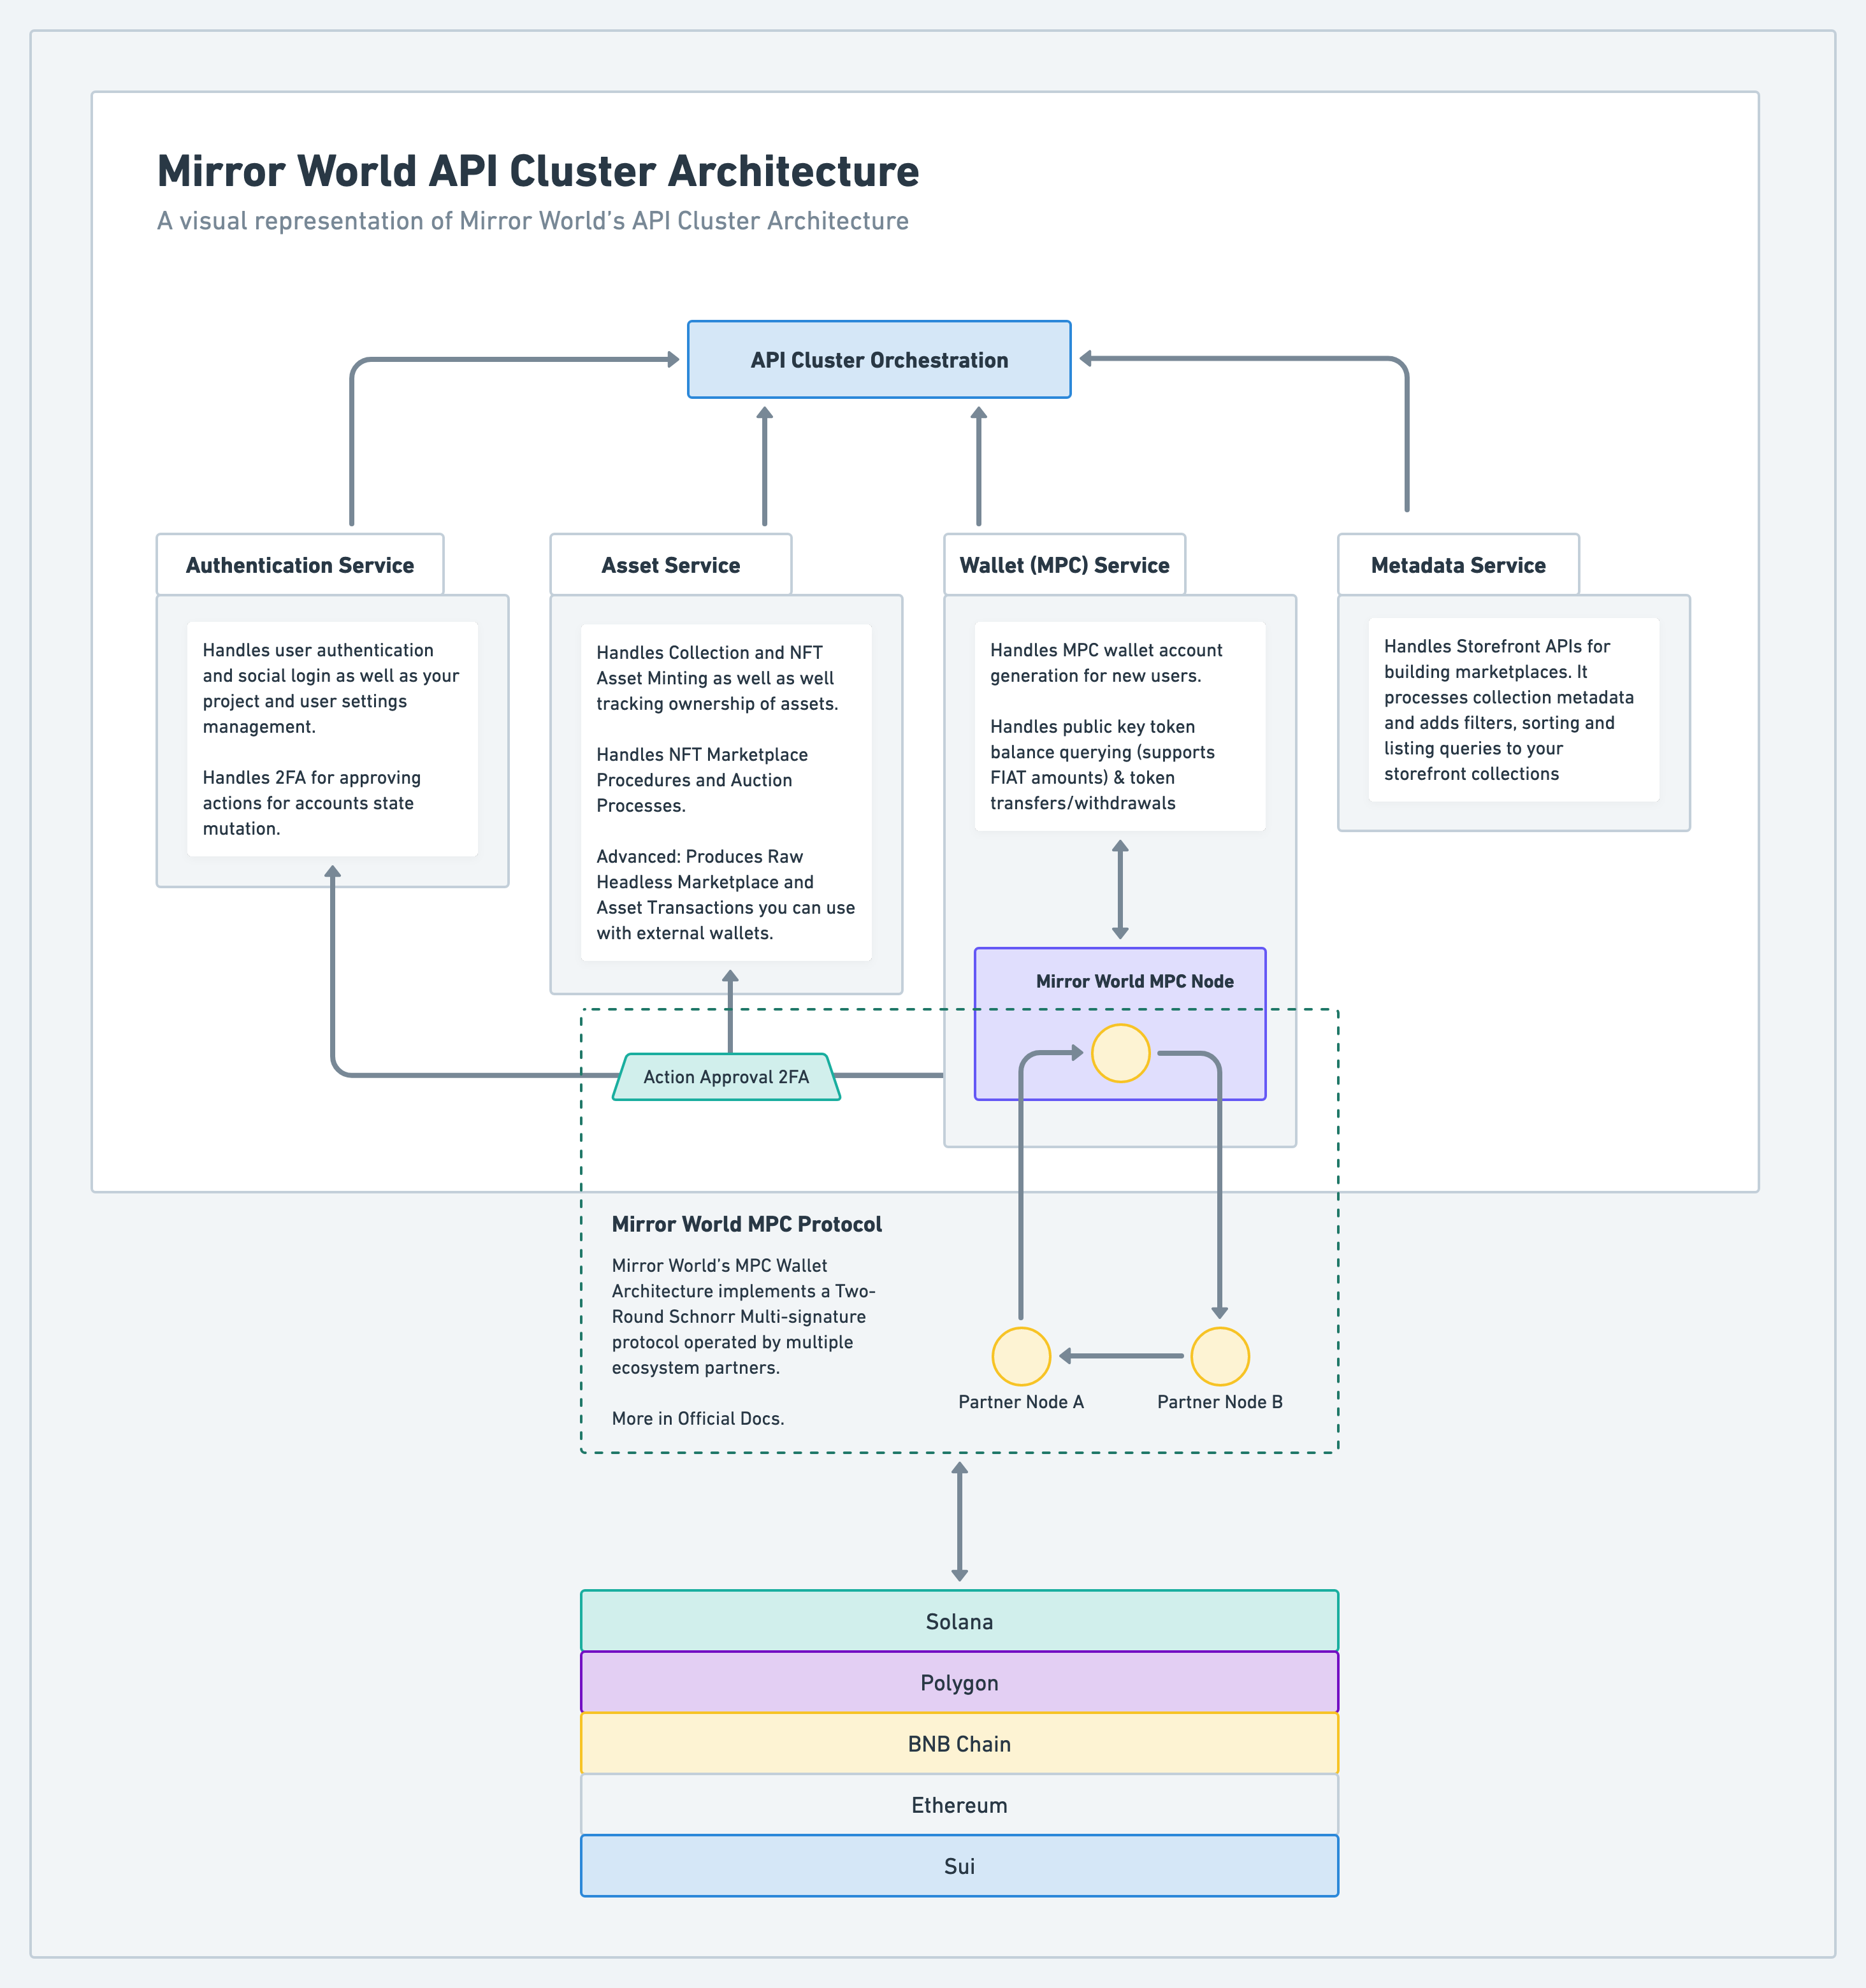 Mirror World API Cluster Architecture
A visual representation of Mirror World’s API Cluster Architecture
API Cluster Orchestration
Authentication Service
Handles user authentication
and social login as well as your
project and user settings
management.
Handles 2FA for approving
actions for accounts state
mutation.
Asset Service
Handles Collection and NFT
Asset Minting as well as well
tracking ownership of assets.
Handles NFT Marketplace
Procedures and Auction
Processes.
Advanced: Produces Raw
Headless Marketplace and
Asset Transactions you can use
with external wallets.
Wallet (MPC) Service
Handles MPC wallet account
generation for new users.
Handles public key token
balance querying (supports
FIAT amounts) & token
transfers/withdrawals
Metadata Service
Handles Storefront APIs for
building marketplaces. It
processes collection metadata
and adds filters, sorting and
listing queries to your
storefront collections
Mirror World MPC Node
Action Approval 2FA
Mirror World MPC Protocol
Mirror World’s MPC Wallet
Architecture implements a Two-
Round Schnorr Multi-signature
protocol operated by multiple
ecosystem partners.
More in Official Docs.
Partner Node A
Partner Node B
Solana
Polygon
BNB Chain
Ethereum
Sui